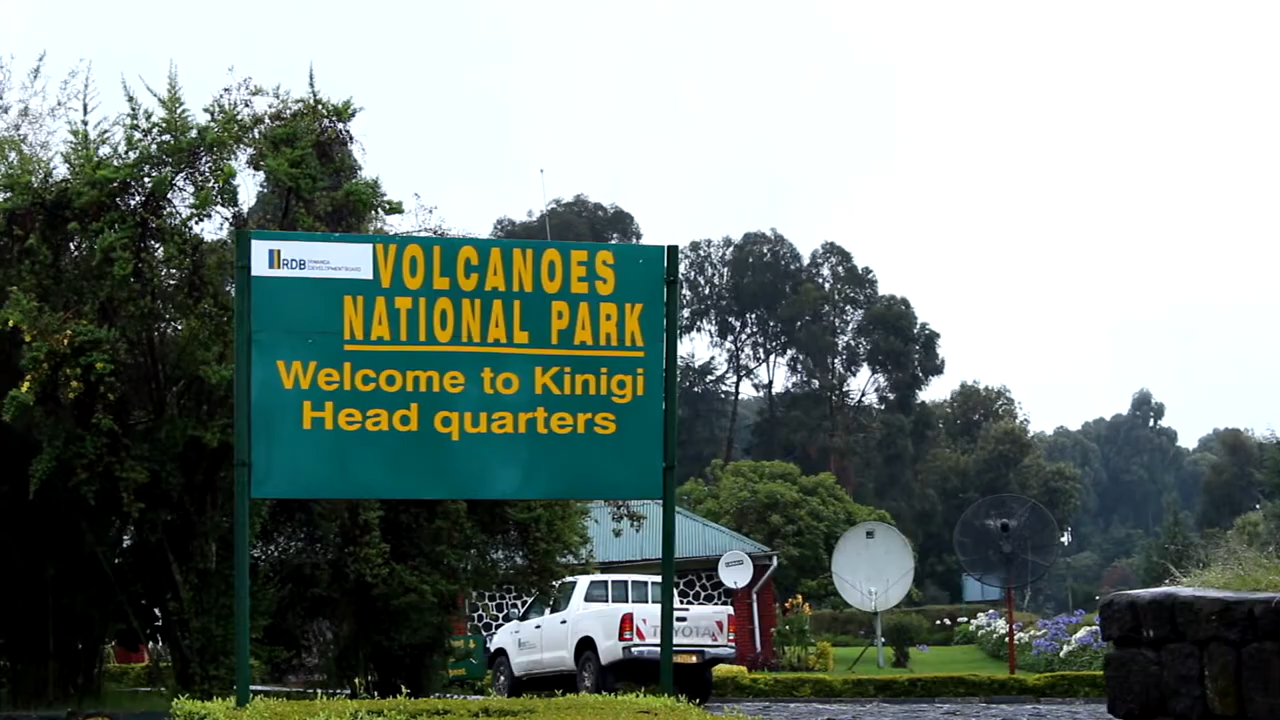 RDB RWANDA
DEVELOPMENT BOARD
VOLCANOES
NATIONAL PARK
Welcome to Kinigi
Head quarters
TOYOTA